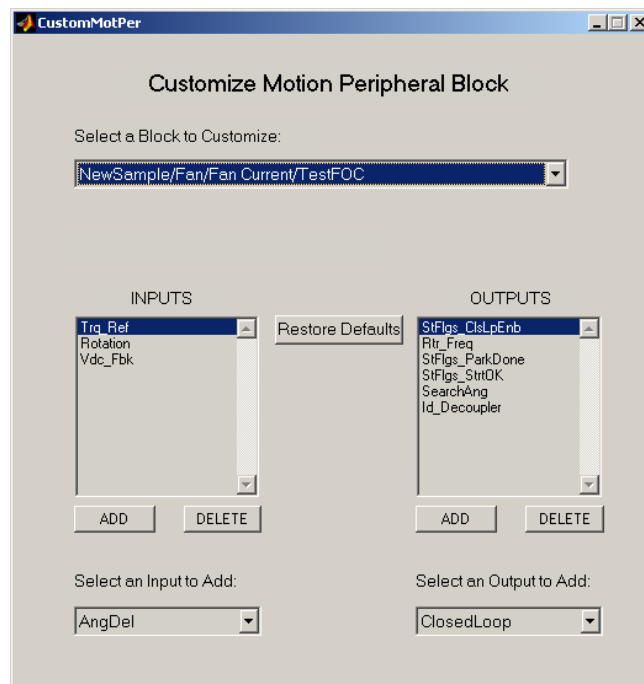 CustomMotPer
Customize Motion Peripheral Block
Select a Block to Customize:
NewSample/Fan/Fan Current/TestFOC
INPUTS
Trq_Ref
Rotation
Vdc_Fbk
Restore Defaults
OUTPUTS
StFlgs_ClsLpEnb
Rtr_Freq
StFlgs_ParkDone
StFlgs_StrtOK
SearchAng
Id_Decoupler
ADD
DELETE
ADD
DELETE
Select an Input to Add:
Select an Output to Add:
AngDel
ClosedLoop